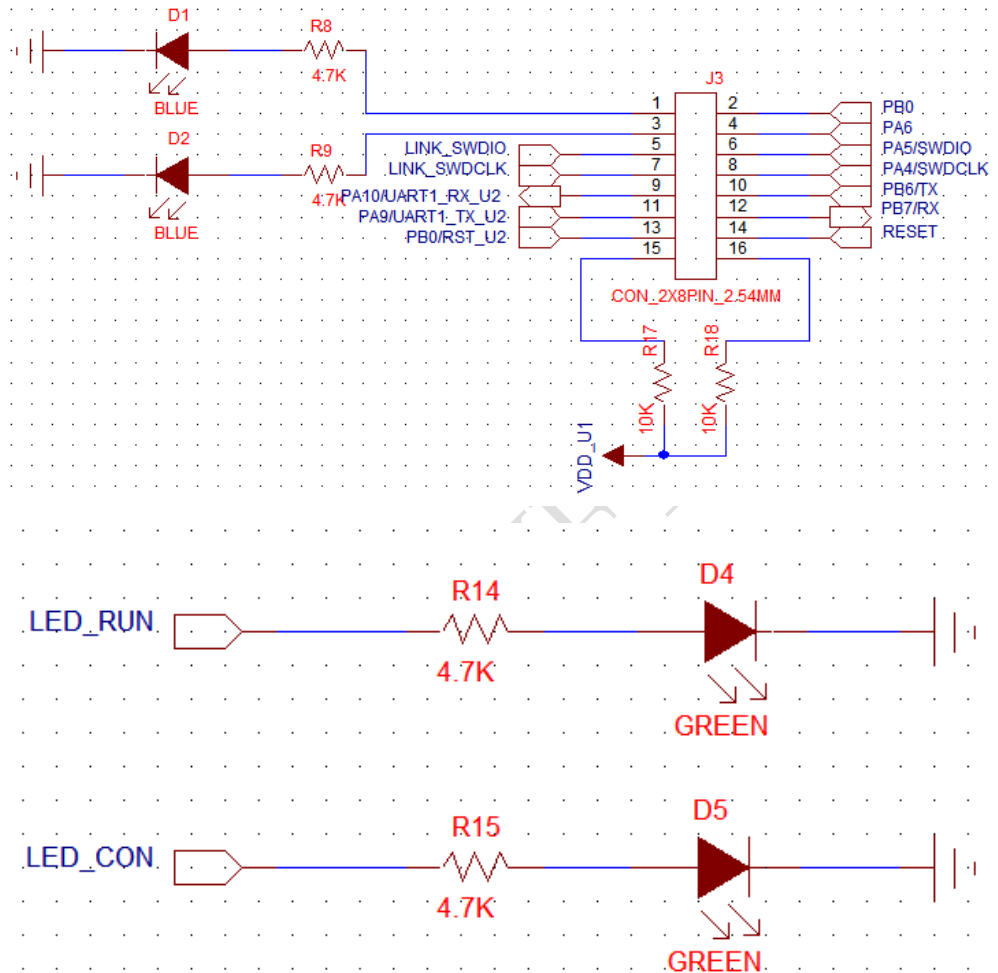 D1
R8
4.7K
BLUE
J3
1 2 PB0
3 4 PA6
D2
R9
4.7K
BLUE
LINK_SWDIO 5 6 PA5/SWDIO
LINK_SWDCLK 7 8 PA4/SWDCLK
PA10/UART1_RX_U2 9 10 PB6/TX
PA9/UART1_TX_U2 11 12 PB7/RX
PB0/RST_U2 13 14 RESET
15 16
CON_2X8PIN_2.54MM
R17 R18
10K 10K
VDD_U1
D4
R14
LED_RUN
4.7K
GREEN
D5
R15
LED_CON
4.7K
GREEN